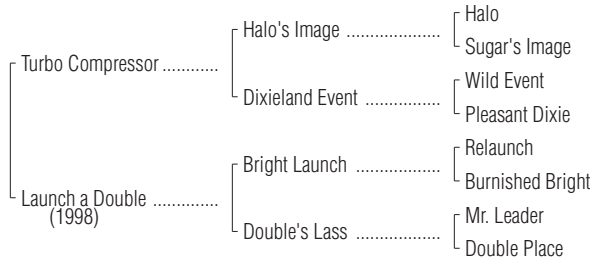 Halo
Halo's Image ....................
Sugar's Image
Turbo Compressor ............
Wild Event
Dixieland Event ................
Pleasant Dixie
Relaunch
Bright Launch ..................
Burnished Bright
Launch a Double ..............
(1998)
Mr. Leader
Double's Lass ...................
Double Place